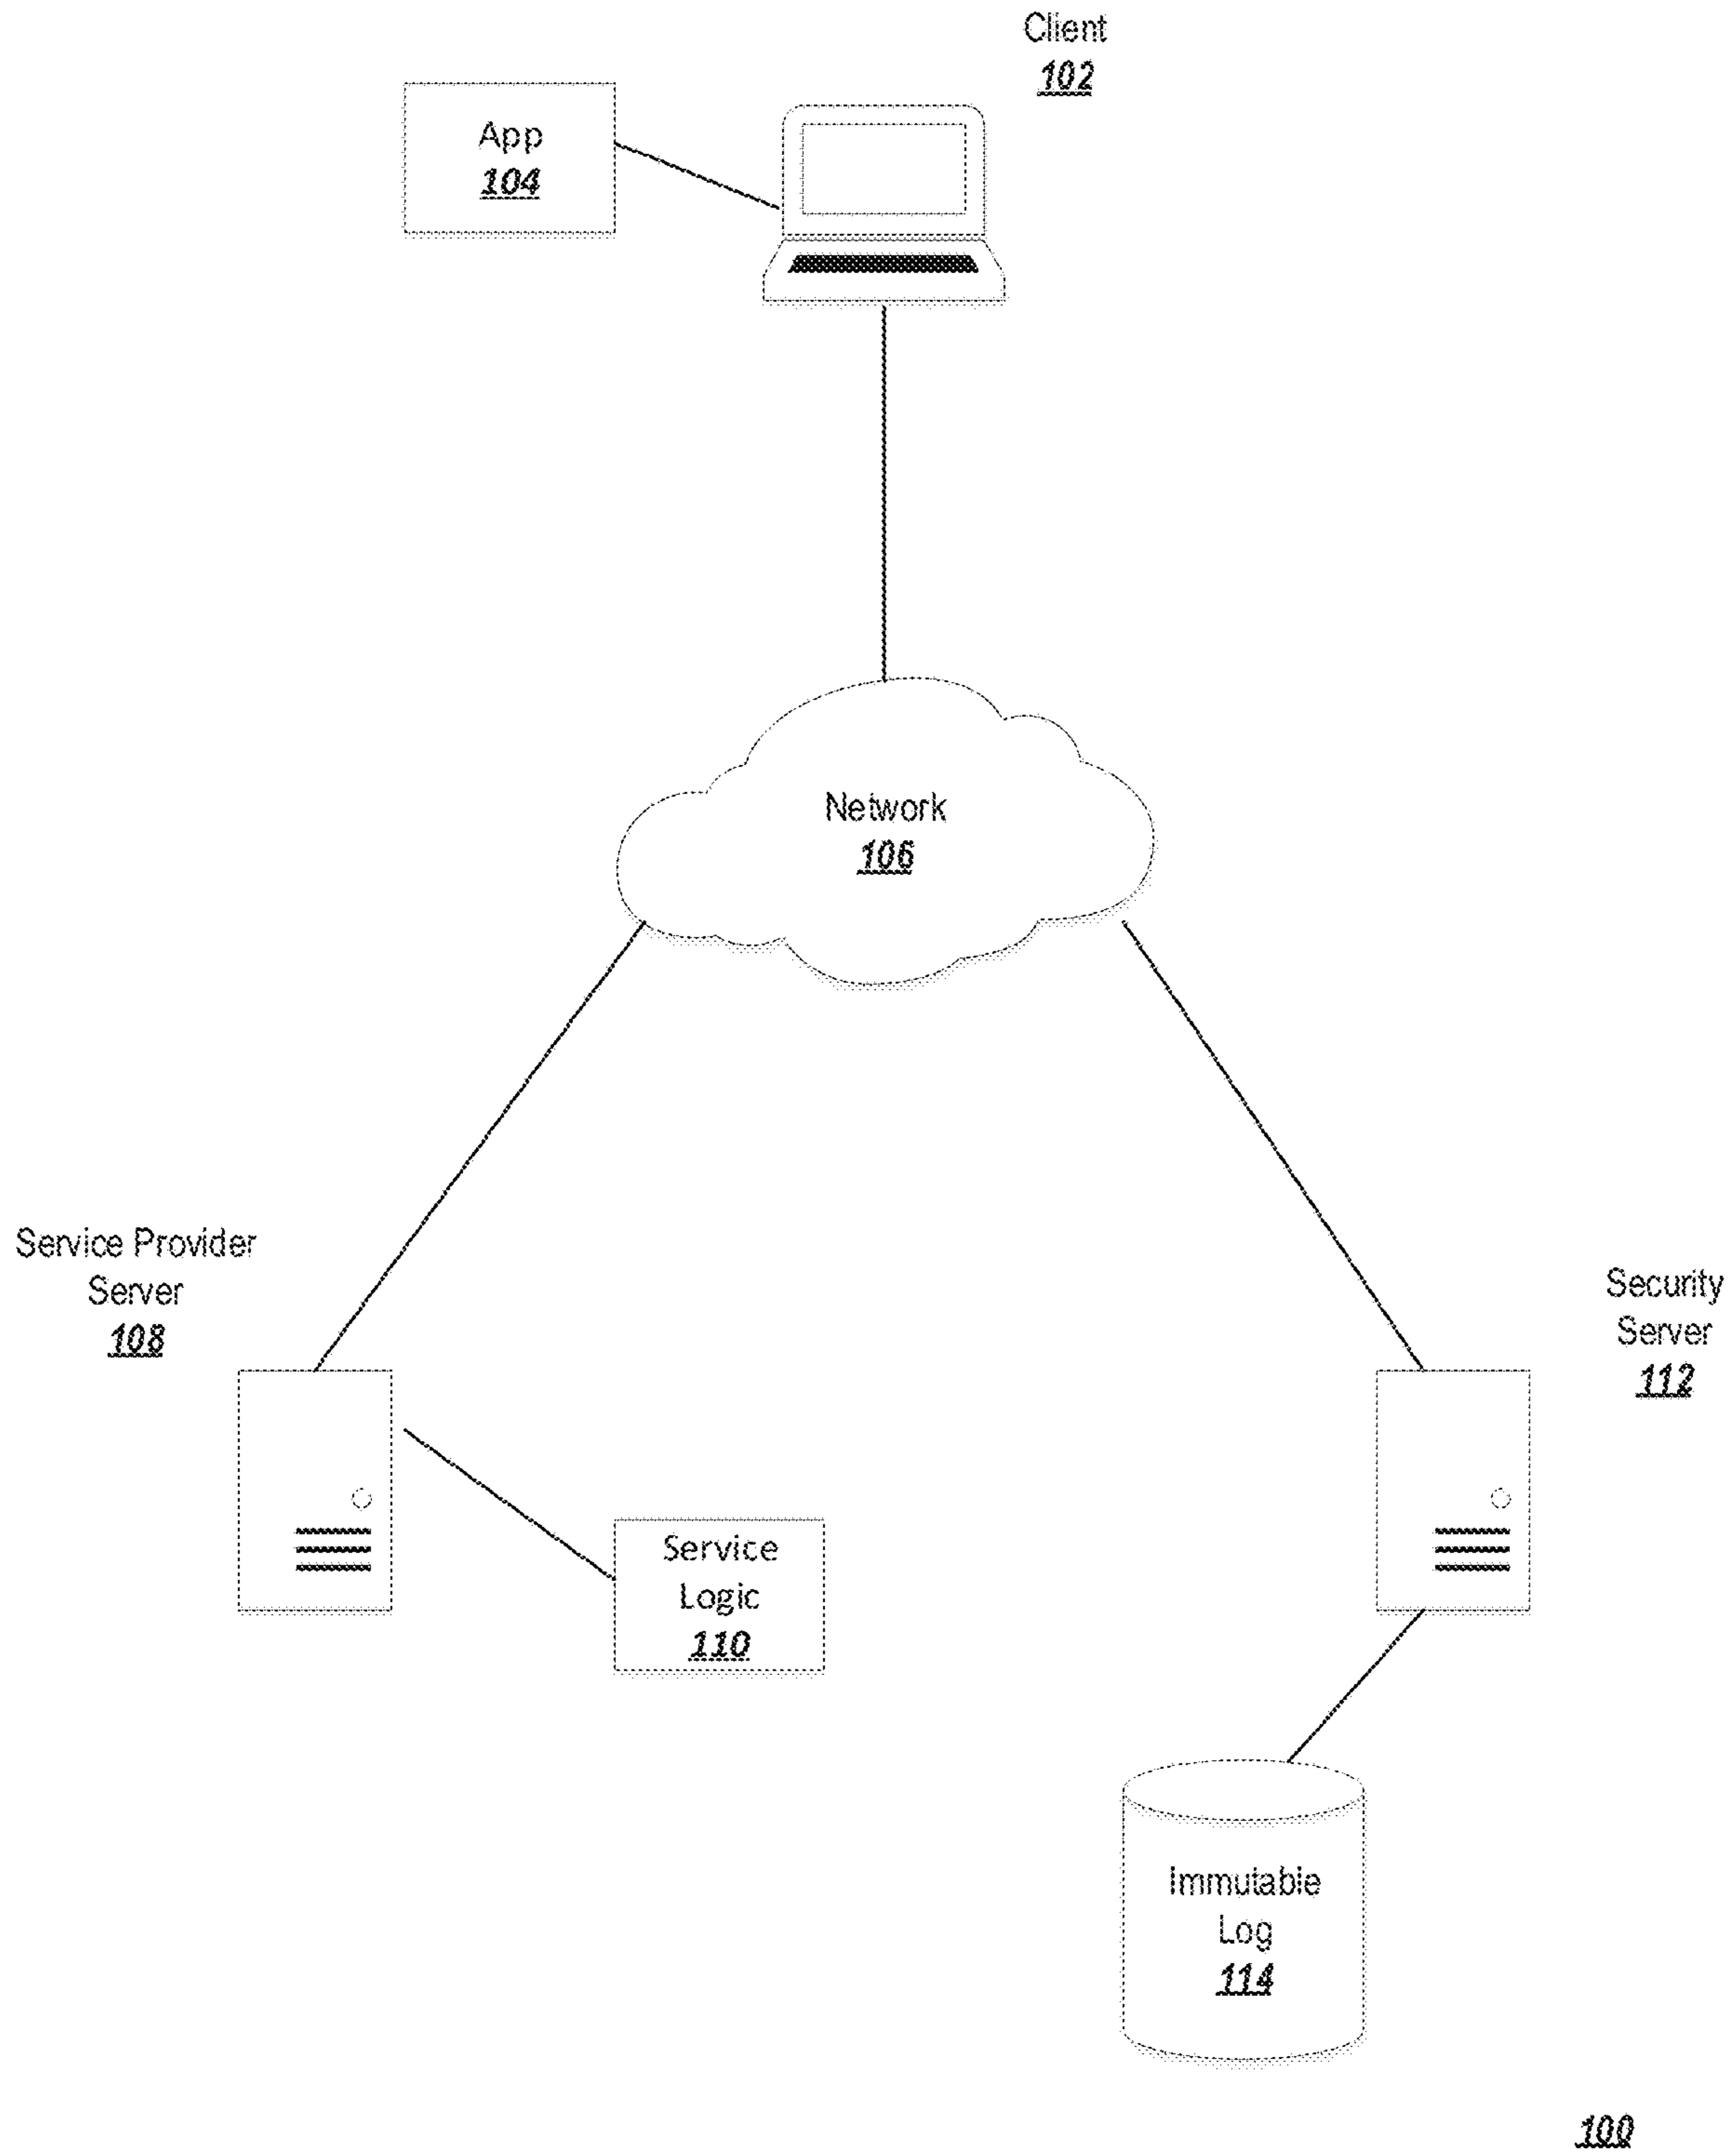 Client
102
App
104
Network
106
Service Provider
Server
108
Security
Server
112
Service
Logic
110
Immutable
Log
114
100